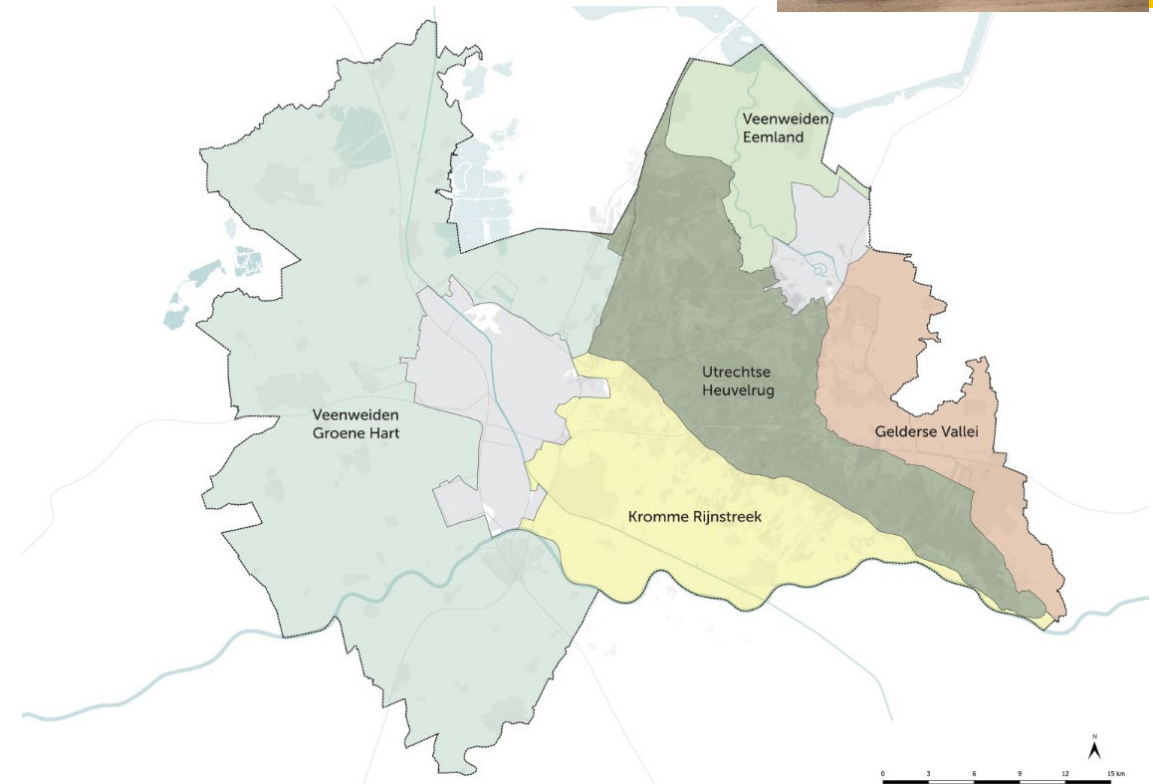 Veenweiden
Eemland
Utrechtse
Heuvelrug
Veenweiden
Groene Hart
Gelderse Vallei
Kromme Rijnstreek
N
0 3 6 9 12 15 km